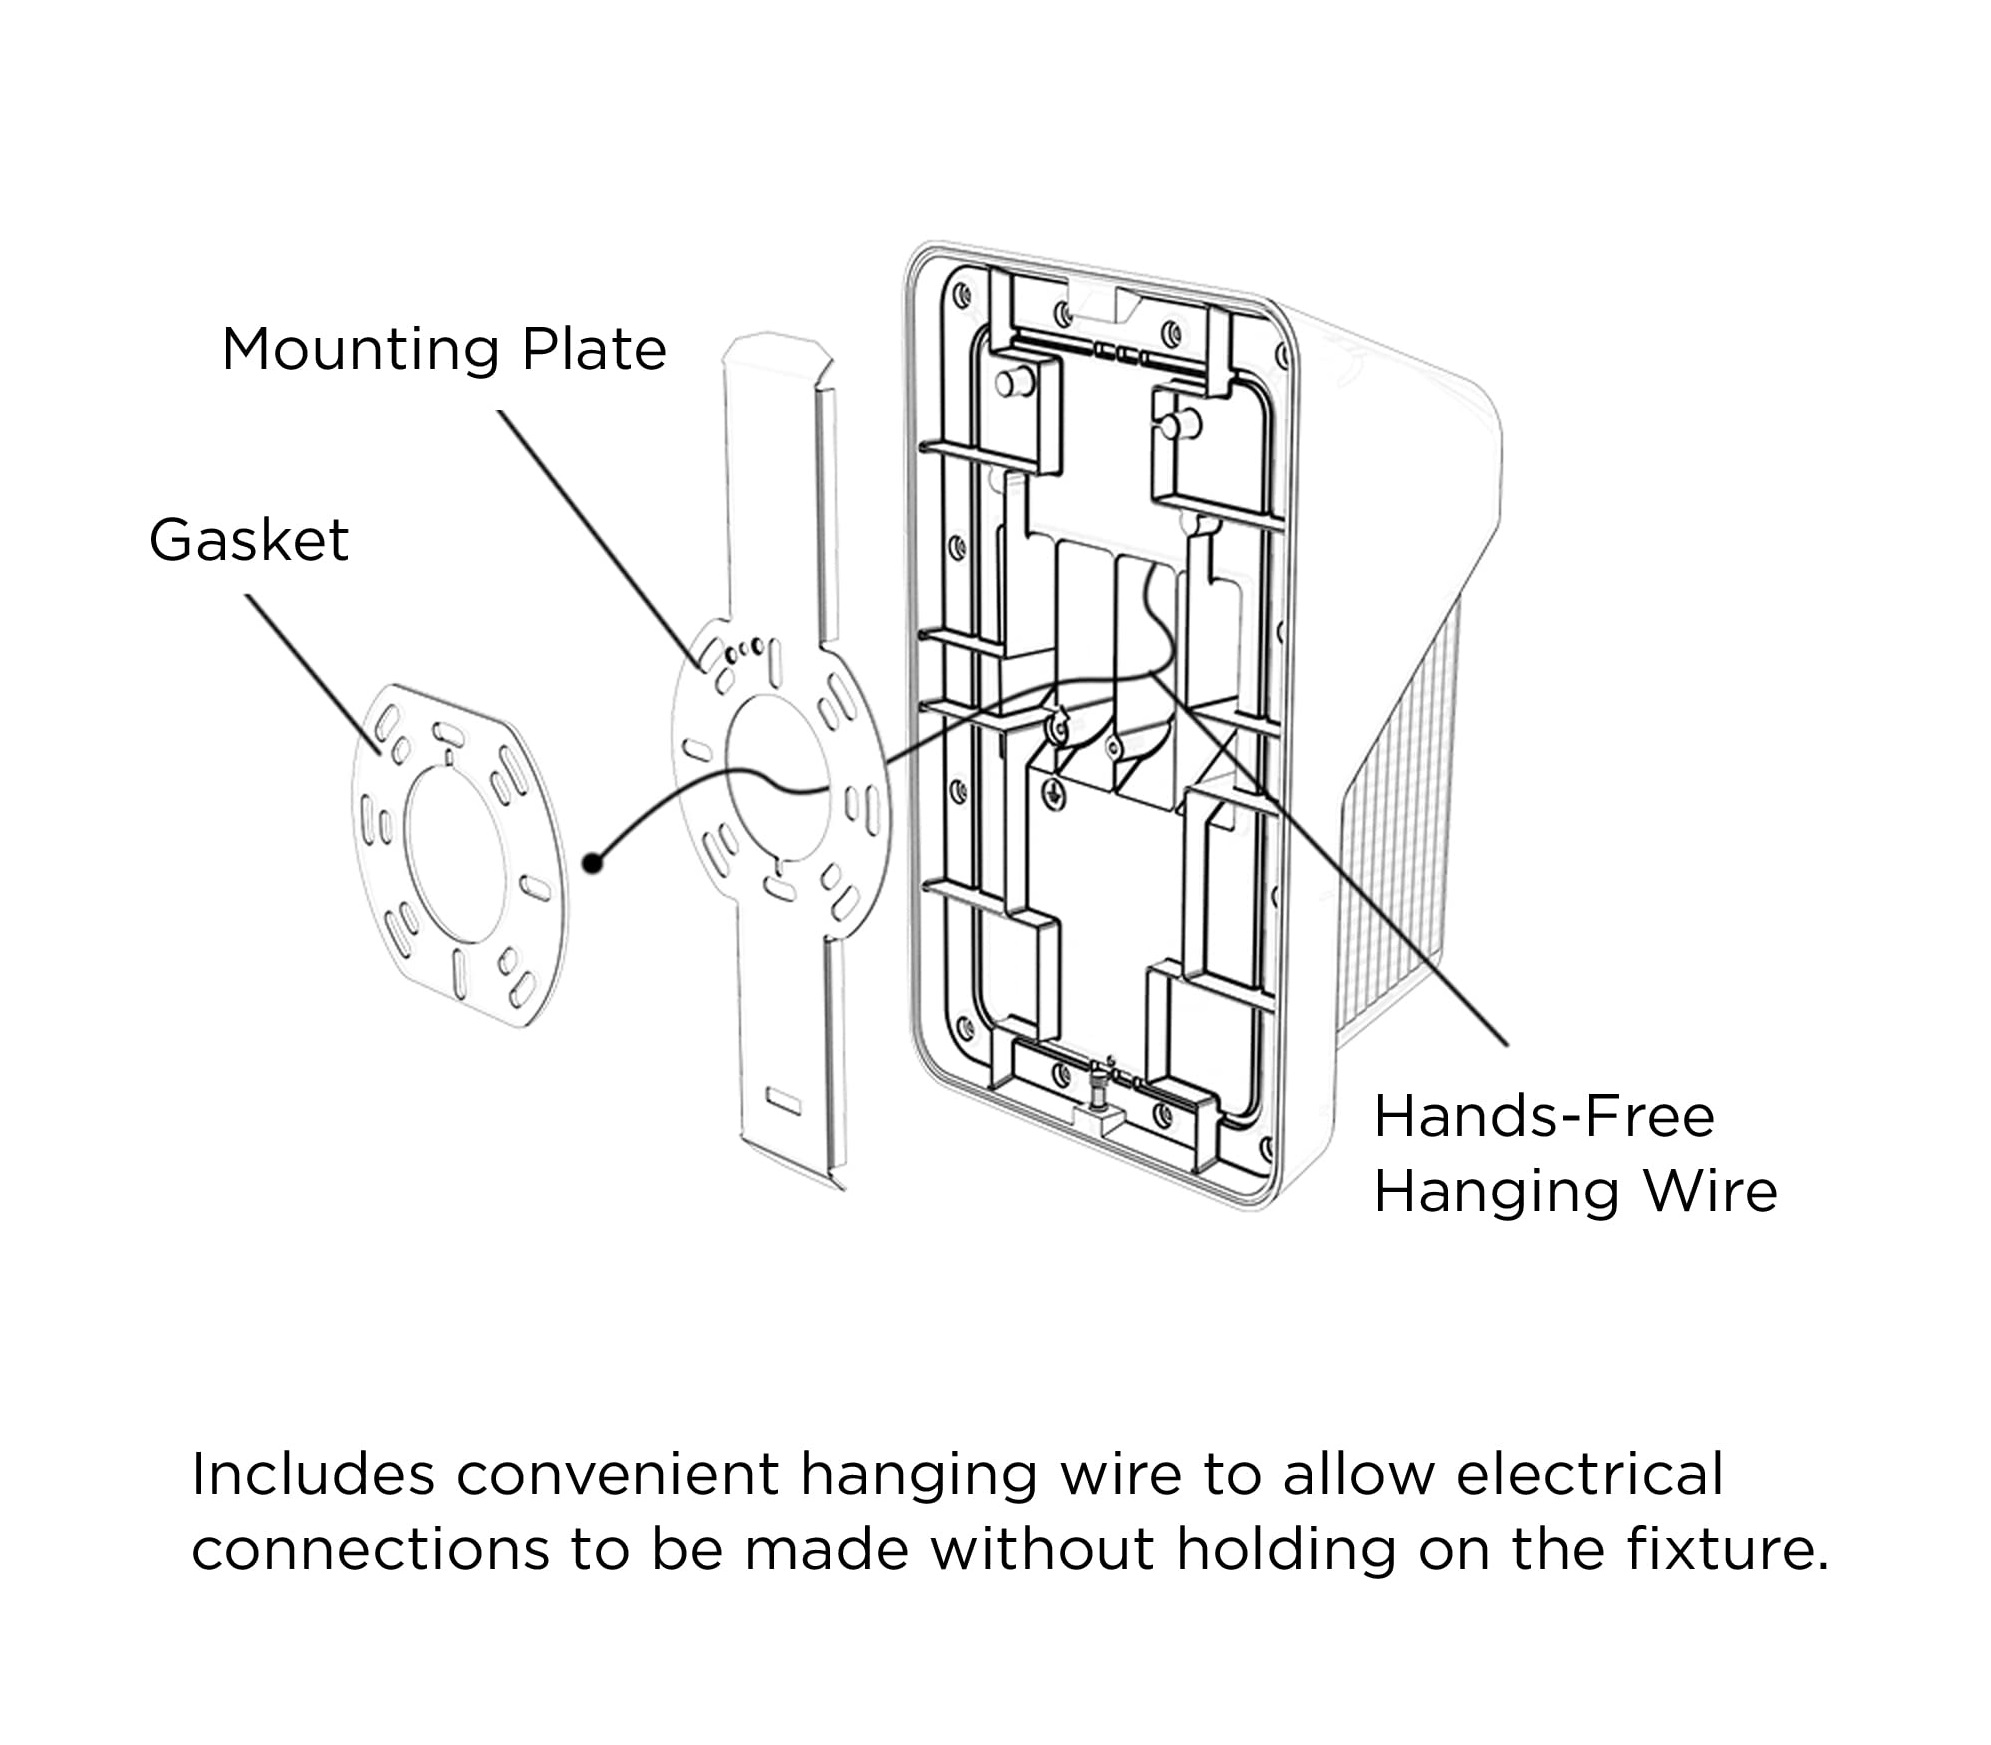 Mounting Plate
Gasket
Hands-Free
Hanging Wire
Includes convenient hanging wire to allow electrical
connections to be made without holding on the fixture.